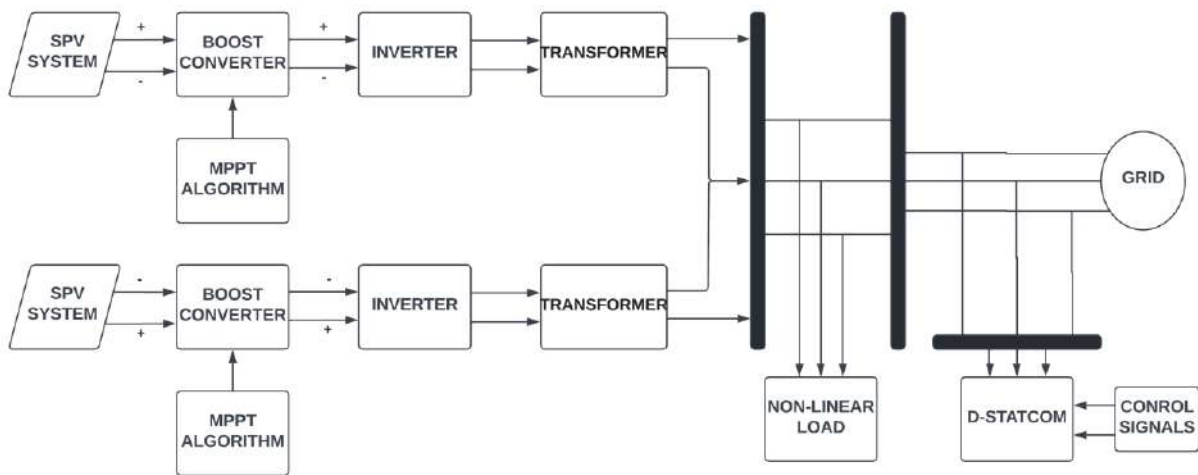 SPV
SYSTEM
+
-
BOOST
CONVERTER
+
-
INVERTER
TRANSFORMER
MPPT
ALGORITHM
GRID
SPV
SYSTEM
-
+
BOOST
CONVERTER
-
+
INVERTER
TRANSFORMER
MPPT
ALGORITHM
NON-LINEAR
LOAD
D-STATCOM
CONROL
SIGNALS